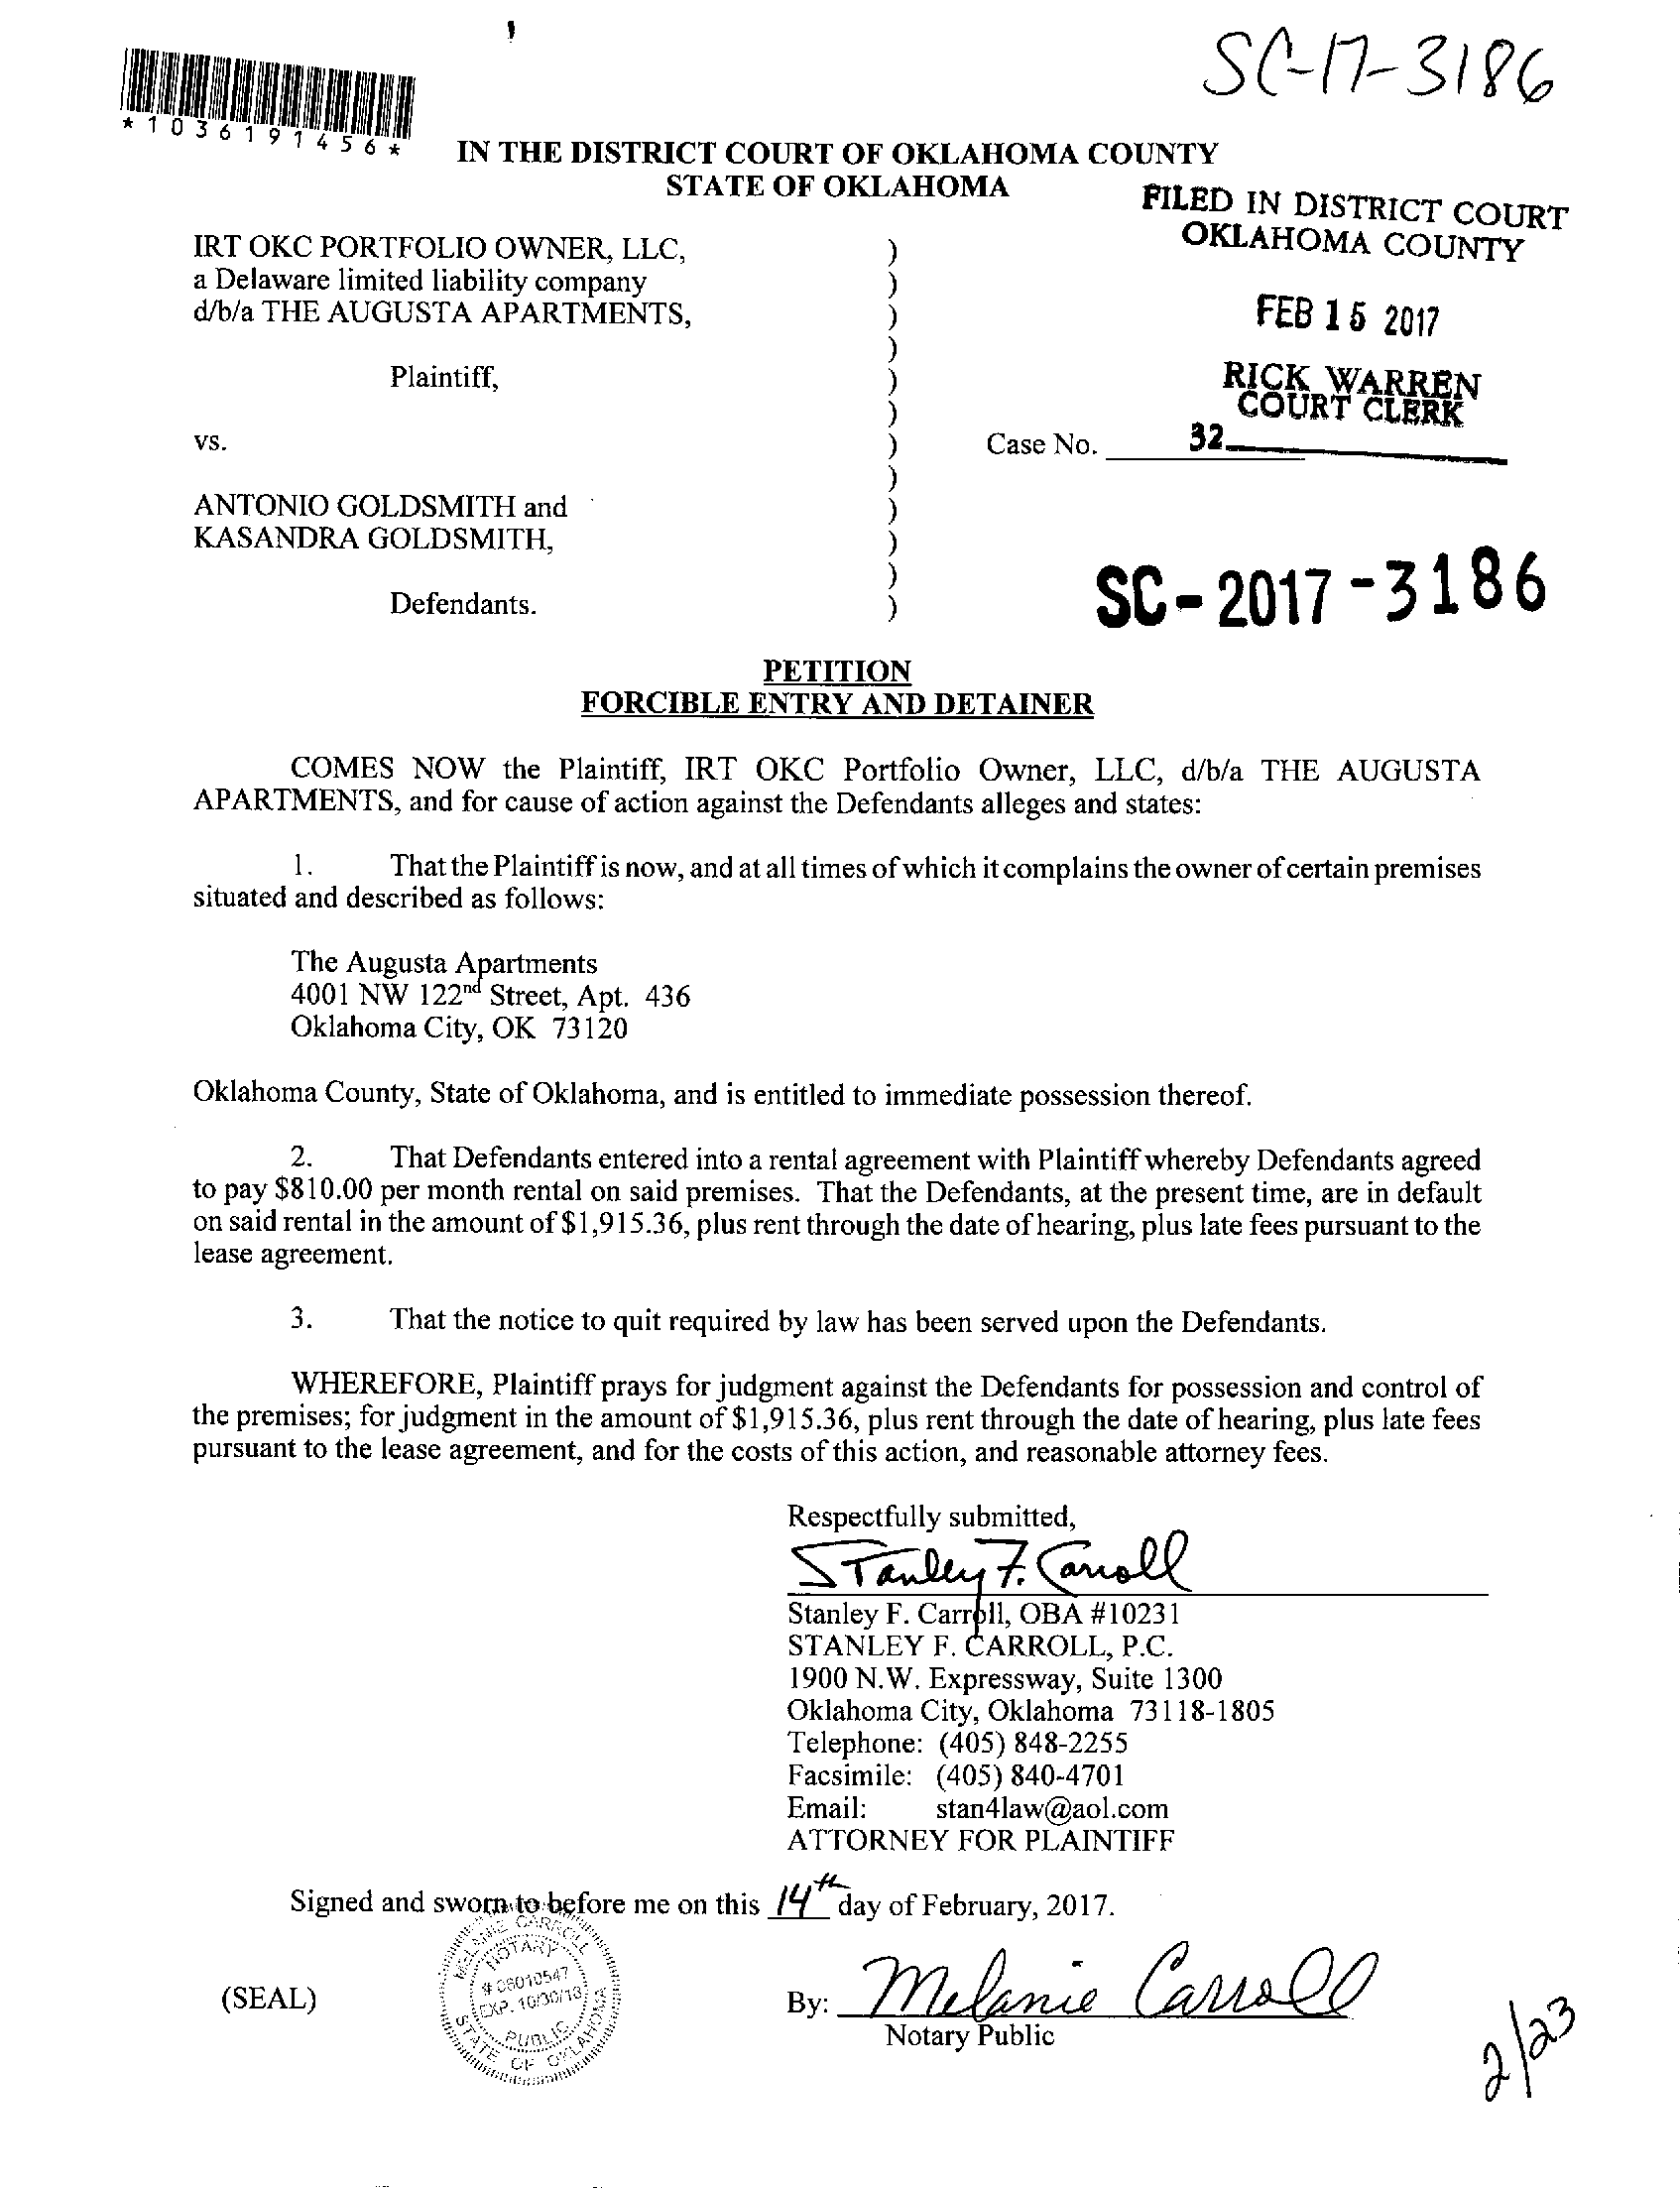 SC-17-3186
*1036191456*
IN THE DISTRICT COURT OF OKLAHOMA COUNTY
STATE OF OKLAHOMA
FILED IN DISTRICT COURT
OKLAHOMA COUNTY
FEB 15 2017
RICK WARREN
COURT CLERK
32
IRT OKC PORTFOLIO OWNER, LLC, )
a Delaware limited liability company )
d/b/a THE AUGUSTA APARTMENTS, )
)
Plaintiff, )
)
vs. ) Case No.
)
ANTONIO GOLDSMITH and )
KASANDRA GOLDSMITH, )
)
Defendants. )
SC-2017-3186
PETITION
FORCIBLE ENTRY AND DETAINER
COMES NOW the Plaintiff, IRT OKC Portfolio Owner, LLC, d/b/a THE AUGUSTA
APARTMENTS, and for cause of action against the Defendants alleges and states:
1. That the Plaintiff is now, and at all times of which it complains the owner of certain premises
situated and described as follows:
The Augusta Apartments
4001 NW 122nd Street, Apt. 436
Oklahoma City, OK 73120
Oklahoma County, State of Oklahoma, and is entitled to immediate possession thereof.
2. That Defendants entered into a rental agreement with Plaintiff whereby Defendants agreed
to pay $810.00 per month rental on said premises. That the Defendants, at the present time, are in default
on said rental in the amount of $1,915.36, plus rent through the date of hearing, plus late fees pursuant to the
lease agreement.
3. That the notice to quit required by law has been served upon the Defendants.
WHEREFORE, Plaintiff prays for judgment against the Defendants for possession and control of
the premises; for judgment in the amount of $1,915.36, plus rent through the date of hearing, plus late fees
pursuant to the lease agreement, and for the costs of this action, and reasonable attorney fees.
Respectfully submitted,
Stanley F. Carroll
Stanley F. Carroll, OBA #10231
STANLEY F. CARROLL, P.C.
1900 N.W. Expressway, Suite 1300
Oklahoma City, Oklahoma 73118-1805
Telephone: (405) 848-2255
Facsimile: (405) 840-4701
Email: stan4law@aol.com
ATTORNEY FOR PLAINTIFF
Signed and sworn to before me on this 14th day of February, 2017.
MELANIE CARROLL
NOTARY
# 06010547
EXP. 10/30/18
PUBLIC
STATE OF OKLAHOMA
(SEAL)
By: Melanie Carroll
Notary Public
2/23